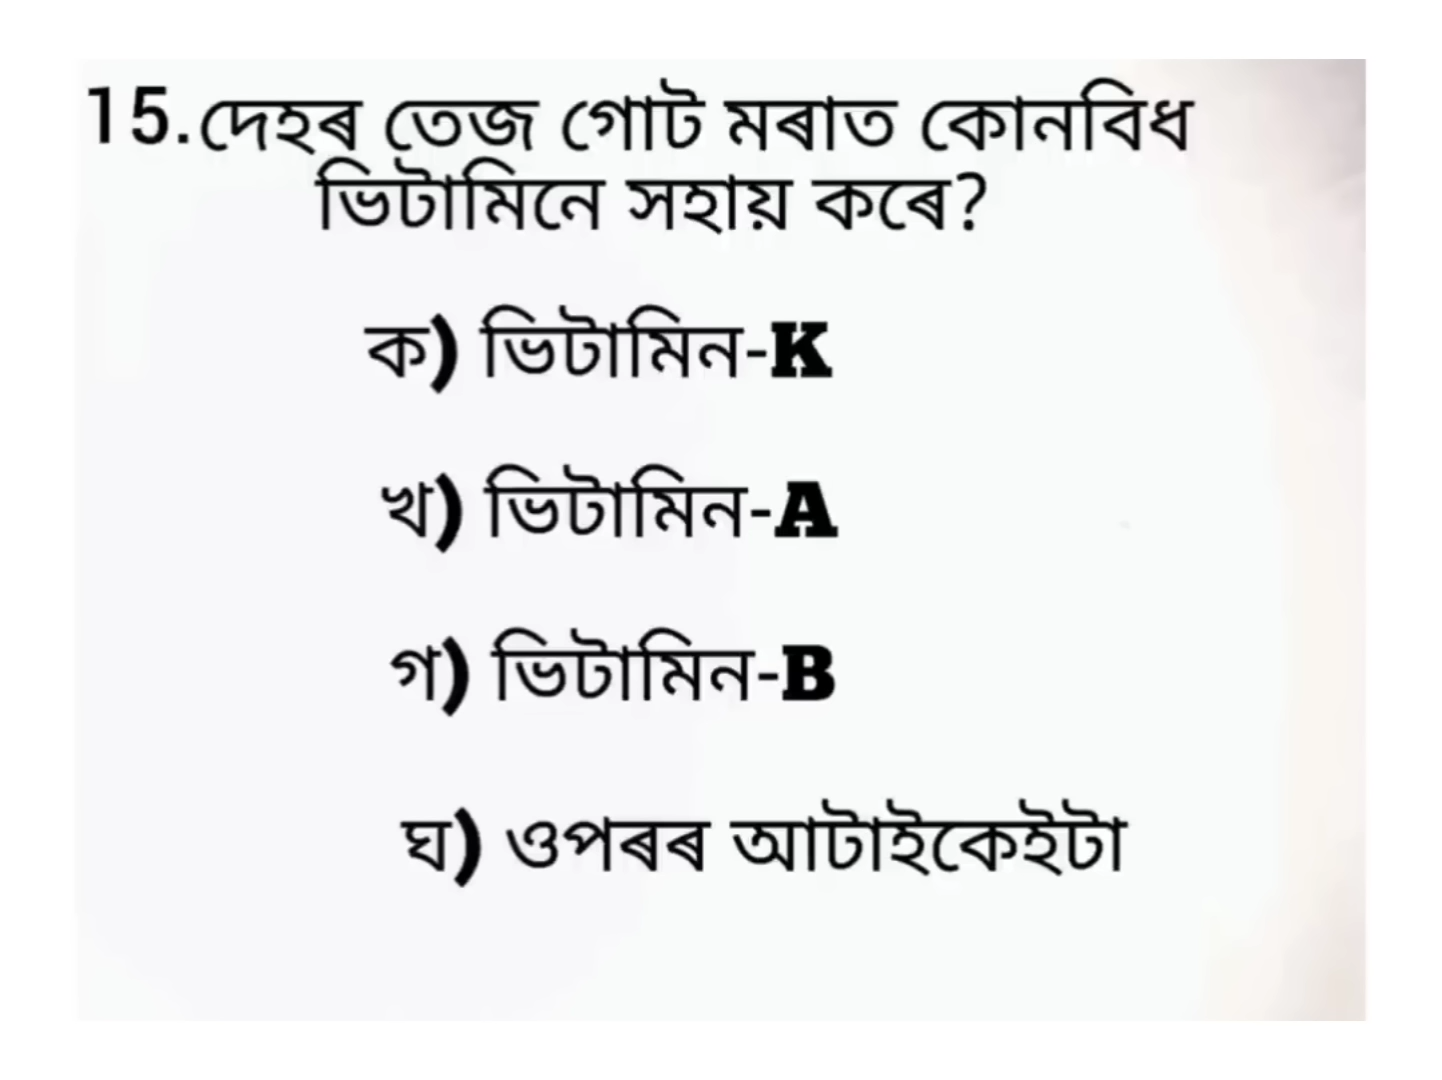 15.দেহৰ তেজ গোট মৰাত কোনবিধ
ভিটামিনে সহায় কৰে?
ক) ভিটামিন-K
খ) ভিটামিন-A
গ) ভিটামিন-B
ঘ) ওপৰৰ আটাইকেইটা